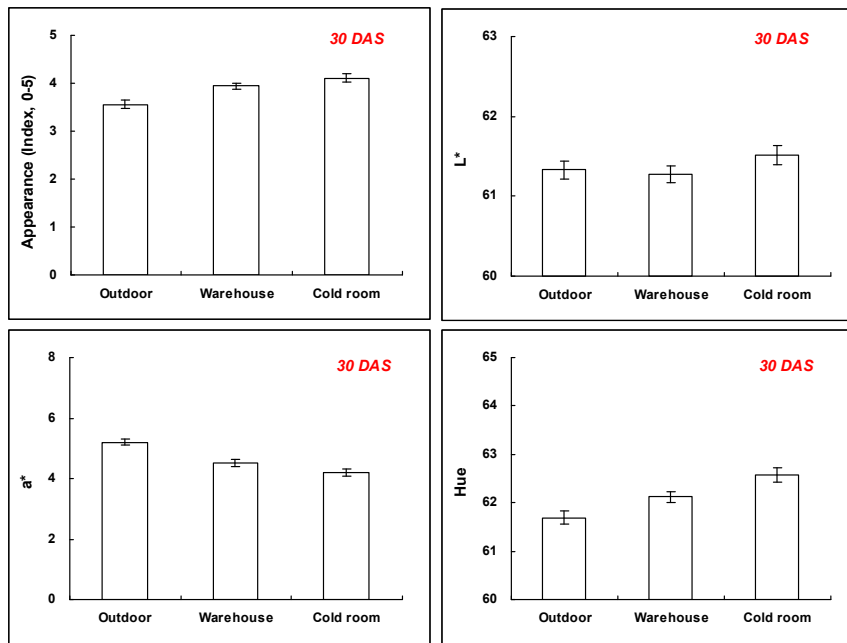 Appearance (Index, 0-5)
5
4
3
2
1
0
30 DAS
Outdoor Warehouse Cold room
L*
63
62
61
60
30 DAS
Outdoor Warehouse Cold room
a*
8
6
4
2
0
30 DAS
Outdoor Warehouse Cold room
Hue
65
64
63
62
61
60
30 DAS
Outdoor Warehouse Cold room